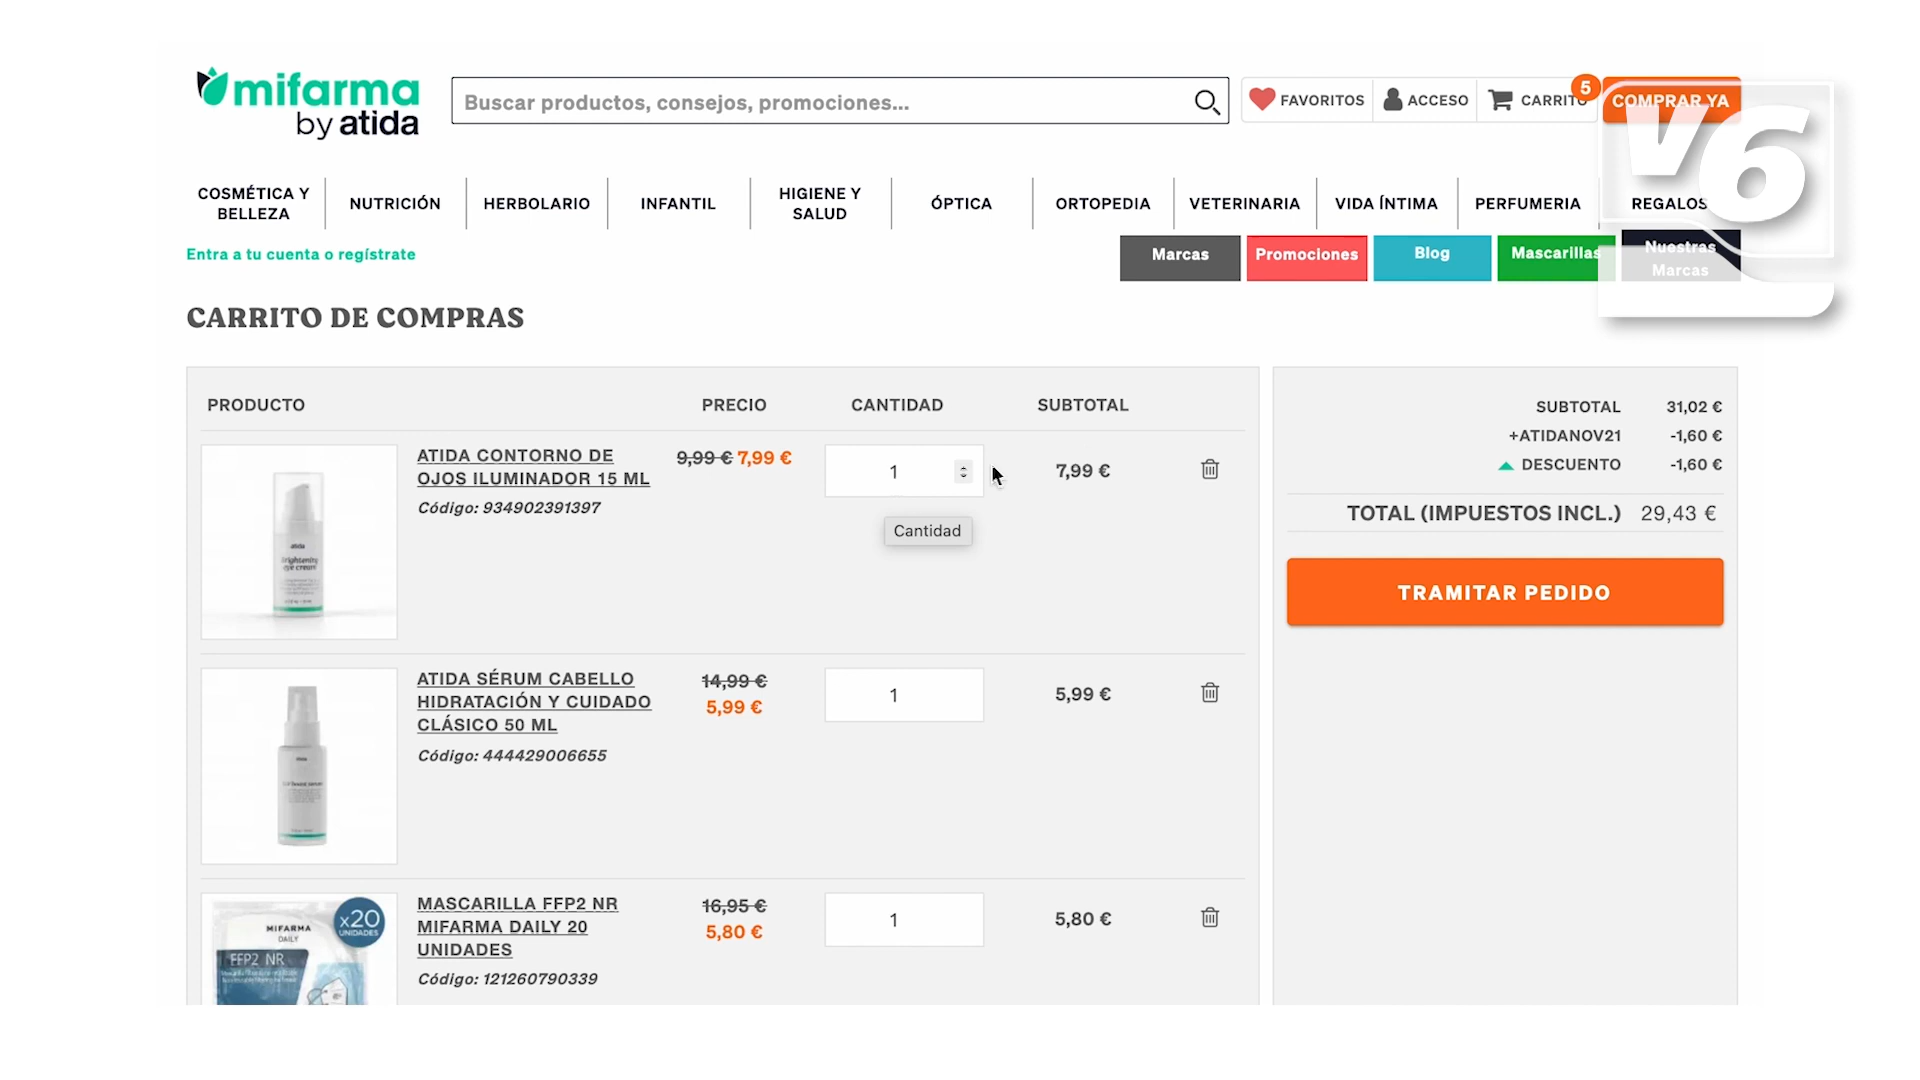 mifarma
by atida
Buscar productos, consejos, promociones...
FAVORITOS
ACCESO
CARRITO
5
COMPRAR YA
V6
COSMÉTICA Y
BELLEZA
NUTRICIÓN
HERBOLARIO
INFANTIL
HIGIENE Y
SALUD
ÓPTICA
ORTOPEDIA
VETERINARIA
VIDA ÍNTIMA
PERFUMERIA
REGALOS
Entra a tu cuenta o regístrate
Marcas
Promociones
Blog
Mascarillas
Nuestras
Marcas
CARRITO DE COMPRAS
PRODUCTO PRECIO CANTIDAD SUBTOTAL
ATIDA CONTORNO DE
OJOS ILUMINADOR 15 ML
Código: 934902391397
9,99 € 7,99 €
1
7,99 €
Cantidad
atida
brightening
eye cream
ATIDA SÉRUM CABELLO
HIDRATACIÓN Y CUIDADO
CLÁSICO 50 ML
Código: 444429006655
14,99 €
5,99 €
1
5,99 €
MASCARILLA FFP2 NR
MIFARMA DAILY 20
UNIDADES
Código: 121260790339
16,95 €
5,80 €
1
5,80 €
x20
UNIDADES
MIFARMA
DAILY
FFP2 NR
SUBTOTAL 31,02 €
+ATIDANOV21 -1,60 €
DESCUENTO -1,60 €
TOTAL (IMPUESTOS INCL.) 29,43 €
TRAMITAR PEDIDO